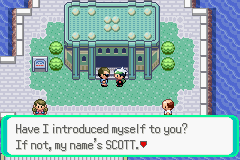 Have I introduced myself to you?
If not, my name's SCOTT.